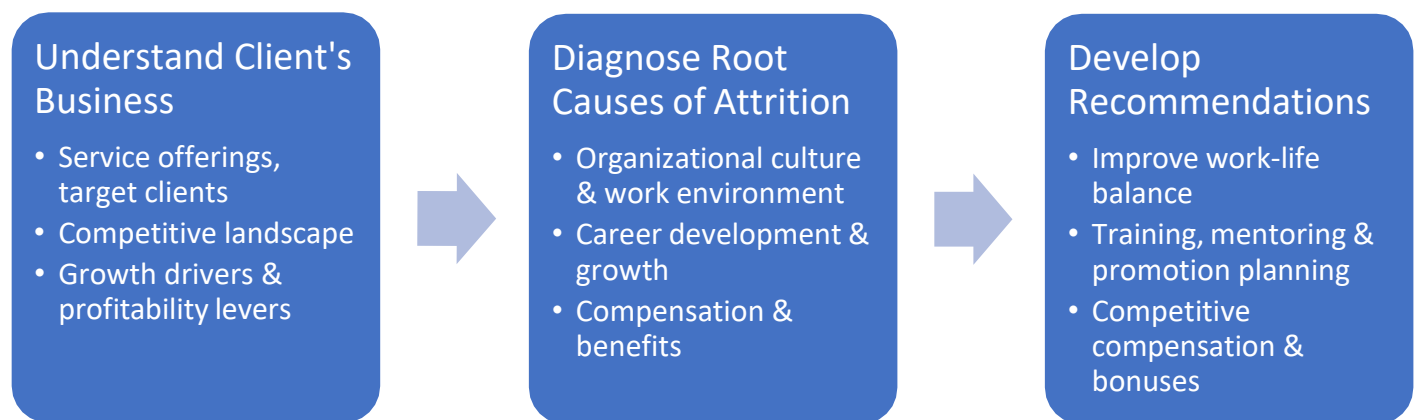 Understand Client's
Business
• Service offerings,
target clients
• Competitive landscape
• Growth drivers &
profitability levers
Diagnose Root
Causes of Attrition
• Organizational culture
& work environment
• Career development &
growth
• Compensation &
benefits
Develop
Recommendations
• Improve work-life
balance
• Training, mentoring &
promotion planning
• Competitive
compensation &
bonuses